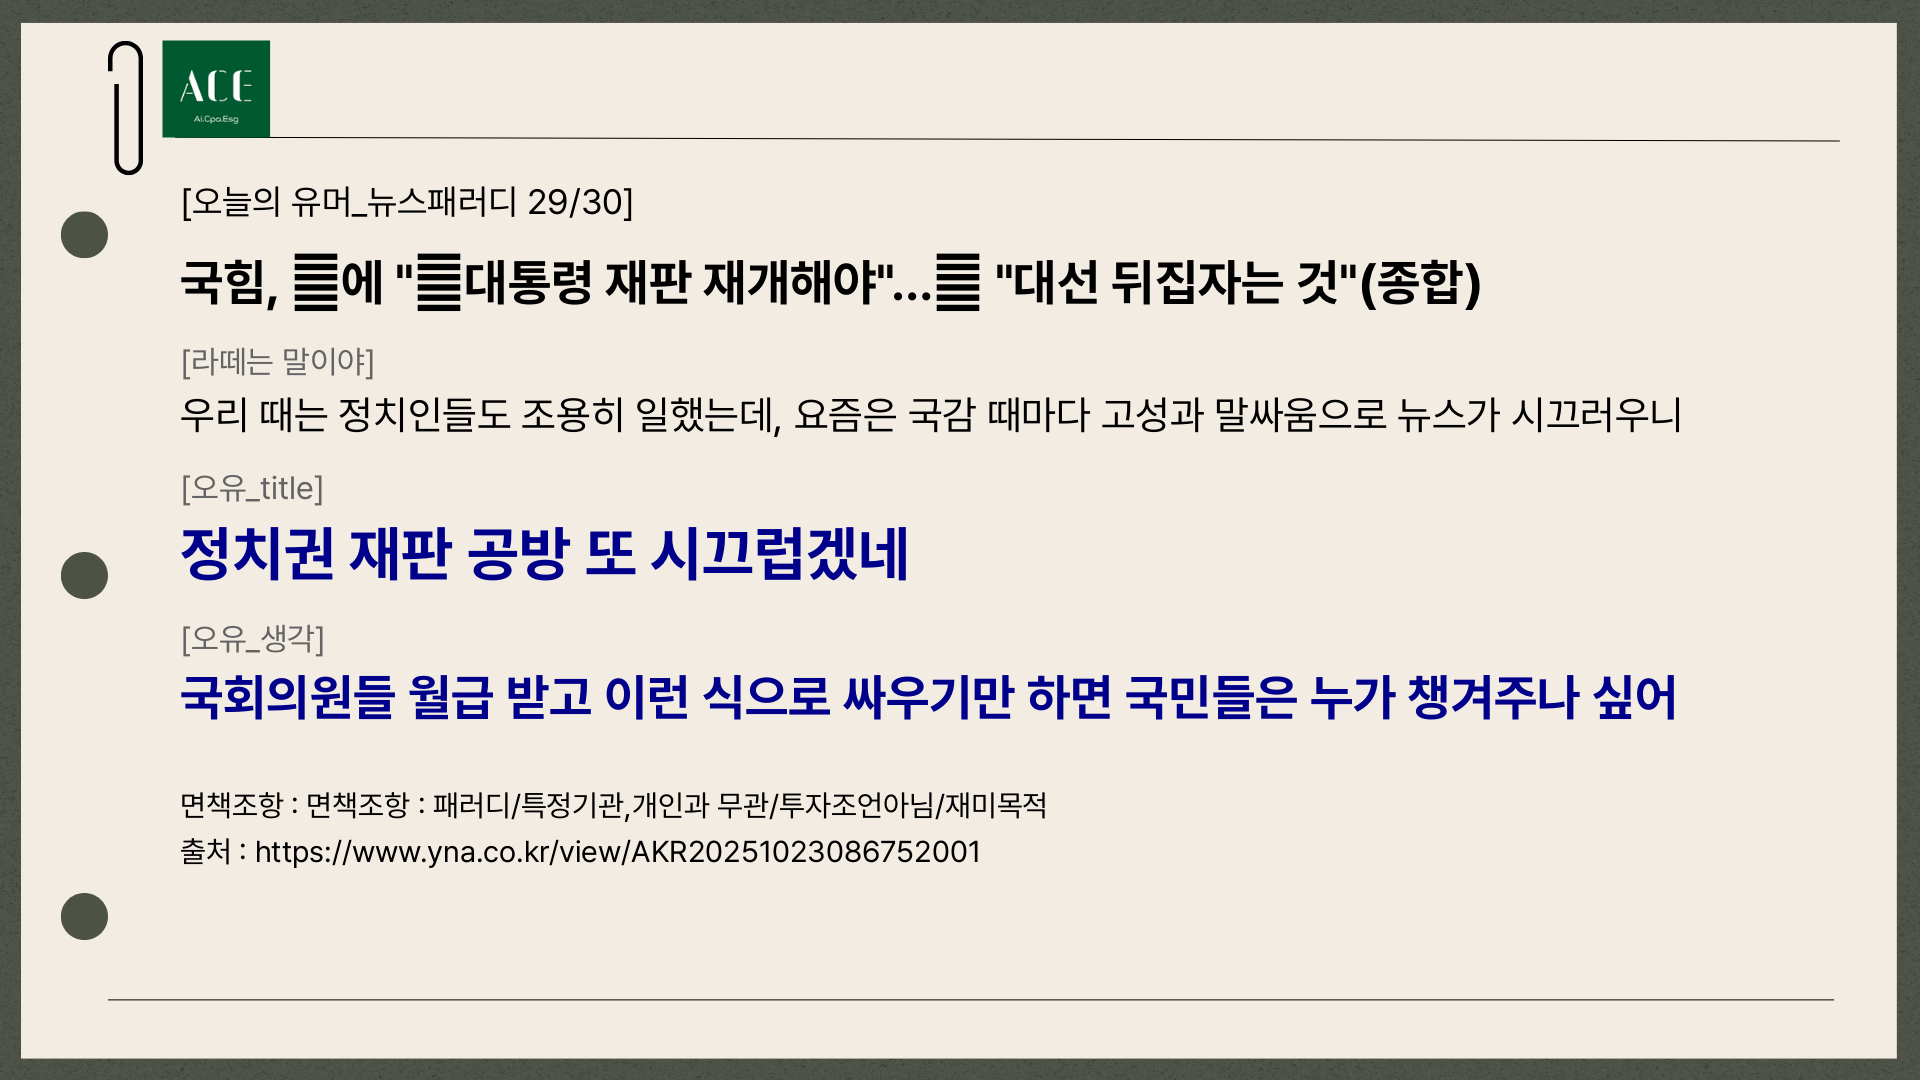 ACE
Ai.Cpa.Esg
[오늘의 유머_뉴스패러디 29/30]
국힘, 에 "대통령 재판 재개해야"... "대선 뒤집자는 것"(종합)
[라떼는 말이야]
우리 때는 정치인들도 조용히 일했는데, 요즘은 국감 때마다 고성과 말싸움으로 뉴스가 시끄러우니
[오유_title]
정치권 재판 공방 또 시끄럽겠네
[오유_생각]
국회의원들 월급 받고 이런 식으로 싸우기만 하면 국민들은 누가 챙겨주나 싶어
면책조항 : 면책조항 : 패러디/특정기관,개인과 무관/투자조언아님/재미목적
출처 : https://www.yna.co.kr/view/AKR20251023086752001